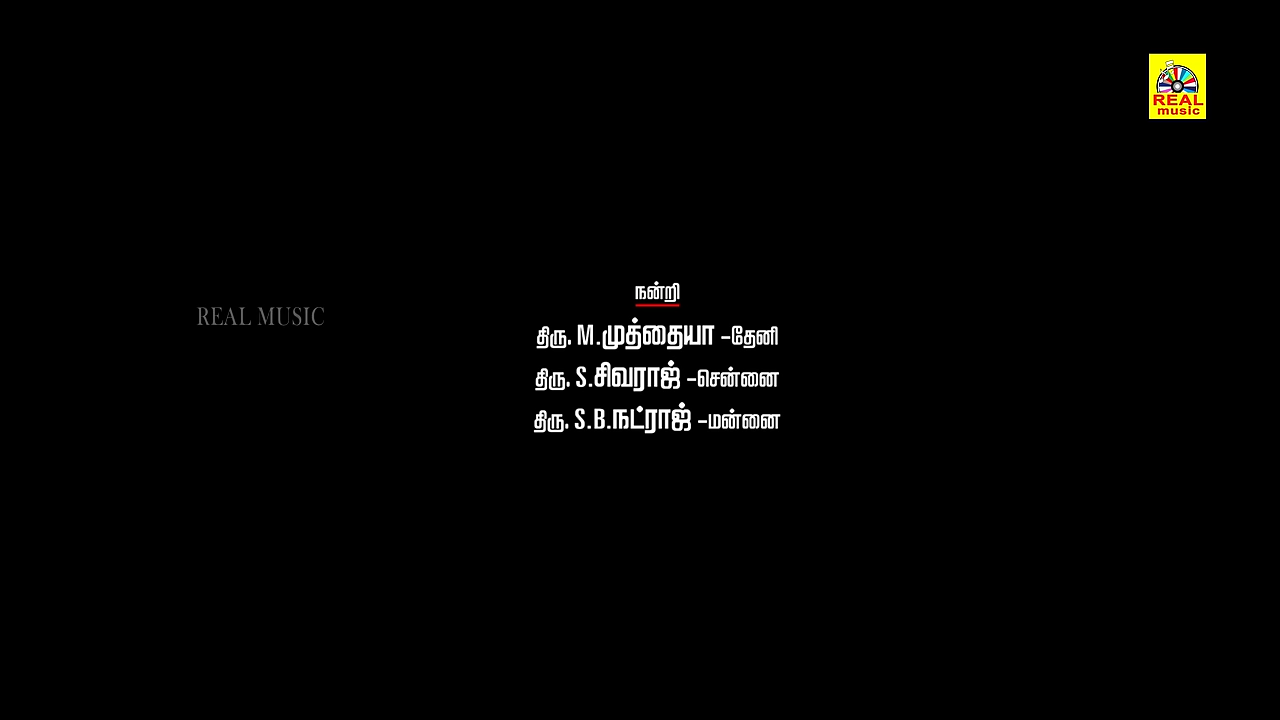 REAL
music
நன்றி
REAL MUSIC
திரு. M.முத்தையா -தேனி
திரு. S.சிவராஜ் -சென்னை
திரு. S.B.நட்ராஜ் -மன்னை